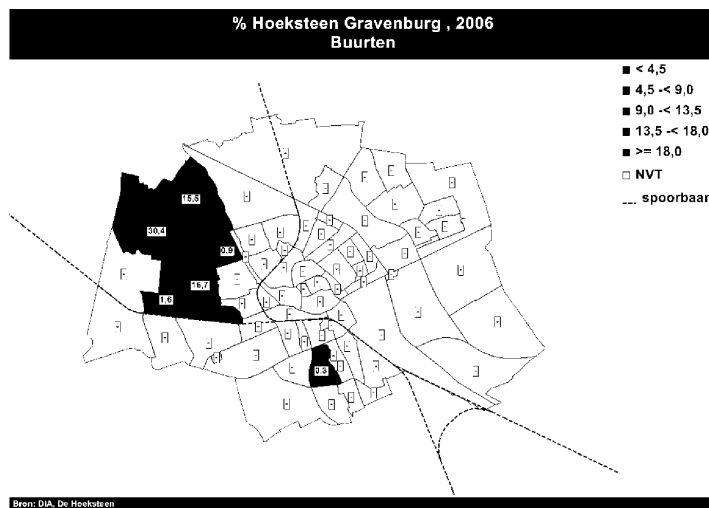 % Hoeksteen Gravenburg , 2006
Buurten
< 4,5
4,5 -< 9,0
9,0 -< 13,5
13,5 -< 18,0
>= 18,0
NVT
spoorbaan
15,5
30,4
0,9
16,7
1,6
0,3
Bron: DIA, De Hoeksteen